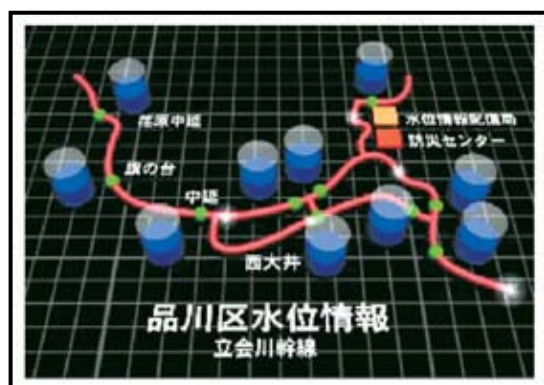 水位情報配信局
防災センター
荏原中延
旗の台
中延
西大井
品川区水位情報
立会川幹線